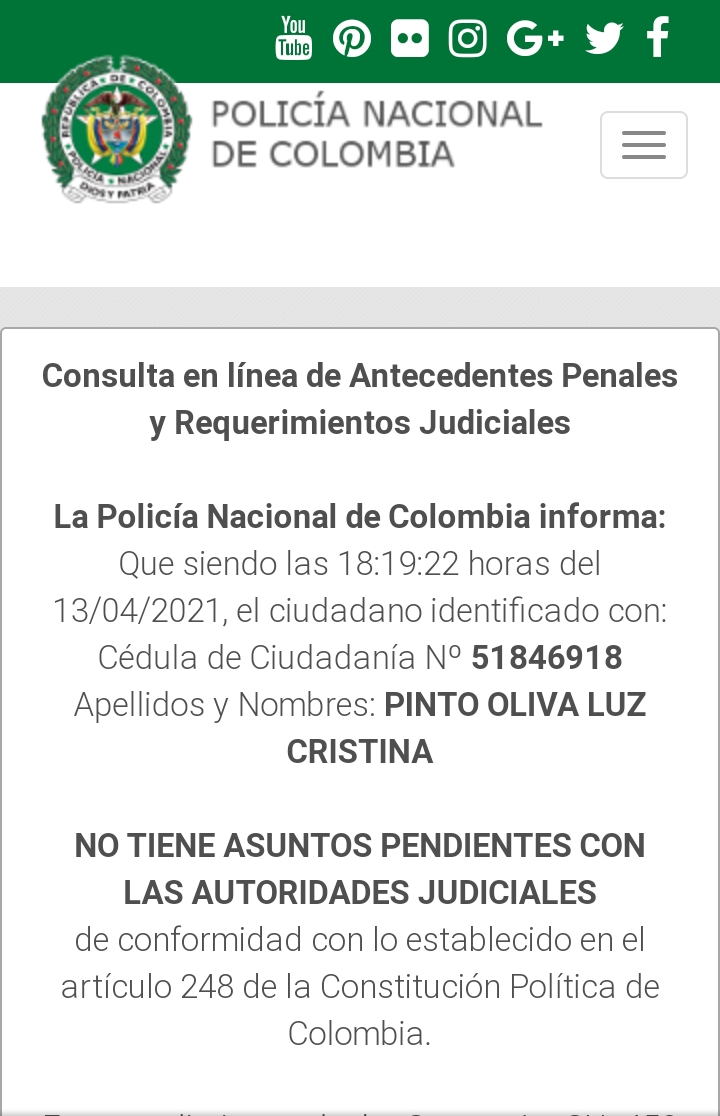 You
Tube
POLICÍA NACIONAL
DE COLOMBIA
REPÚBLICA DE COLOMBIA
POLICÍA NACIONAL
DIOS Y PATRIA
Consulta en línea de Antecedentes Penales
y Requerimientos Judiciales
La Policía Nacional de Colombia informa:
Que siendo las 18:19:22 horas del
13/04/2021, el ciudadano identificado con:
Cédula de Ciudadanía Nº 51846918
Apellidos y Nombres: PINTO OLIVA LUZ
CRISTINA
NO TIENE ASUNTOS PENDIENTES CON
LAS AUTORIDADES JUDICIALES
de conformidad con lo establecido en el
artículo 248 de la Constitución Política de
Colombia.